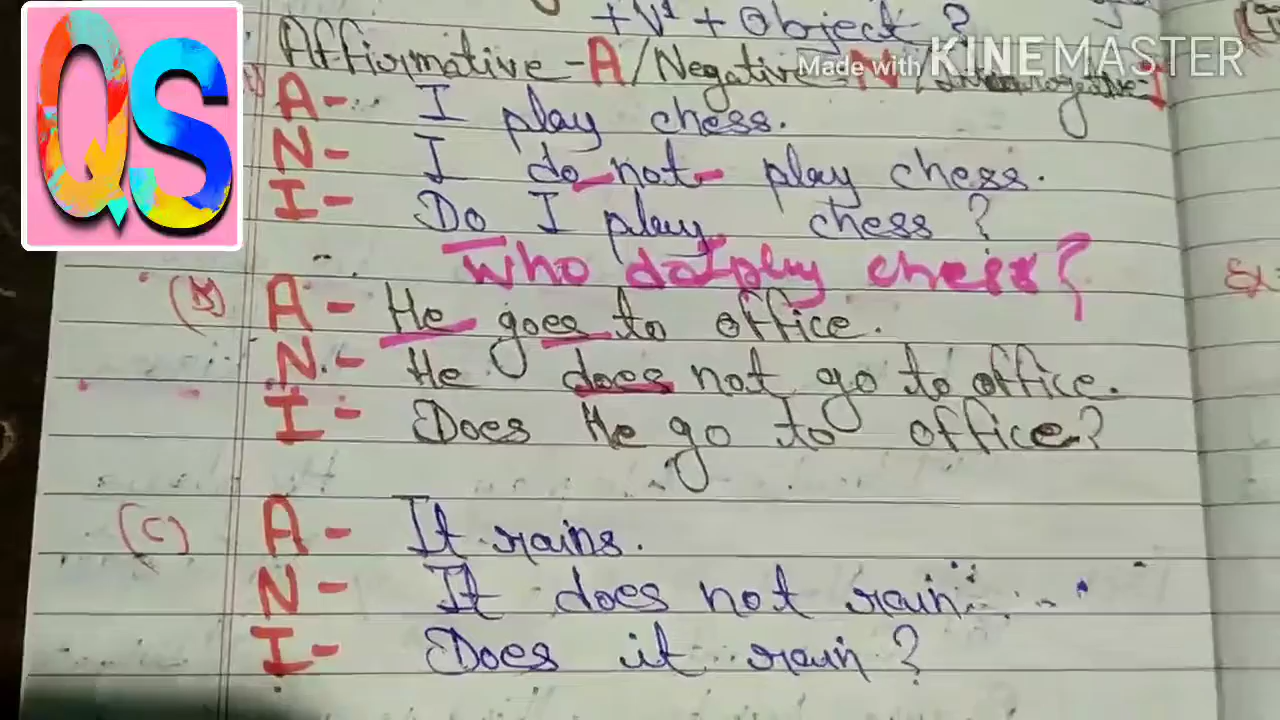 QS
+ V¹ + Object ?
Made with KINEMASTER
Affirmative - A / Negative - N / Interrogative - I
A - I play chess.
N - I do not play chess.
I - Do I play chess ?
Who do play chess?
(B) A - He goes to office.
N - He does not go to office.
I - Does He go to office?
(C) A - It rains.
N - It does not rain.
I - Does it rain ?